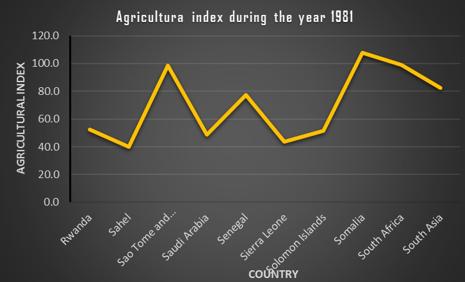 Agricultura index during the year 1981
120.0
100.0
80.0
60.0
40.0
20.0
0.0
AGRICULTURAL INDEX
Rwanda
Sahel
Sao Tome and...
Saudi Arabia
Senegal
Sierra Leone
Solomon Islands
Somalia
South Africa
South Asia
COUNTRY